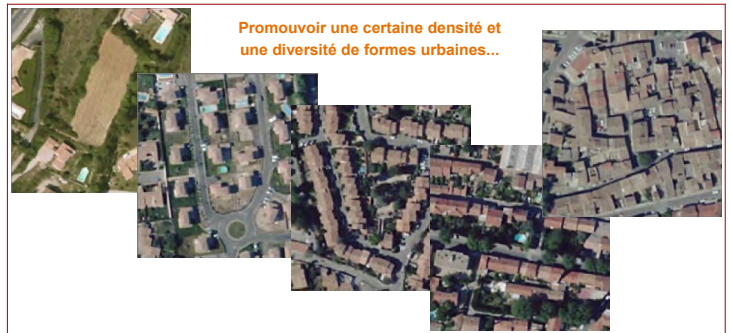 Promouvoir une certaine densité et
une diversité de formes urbaines...